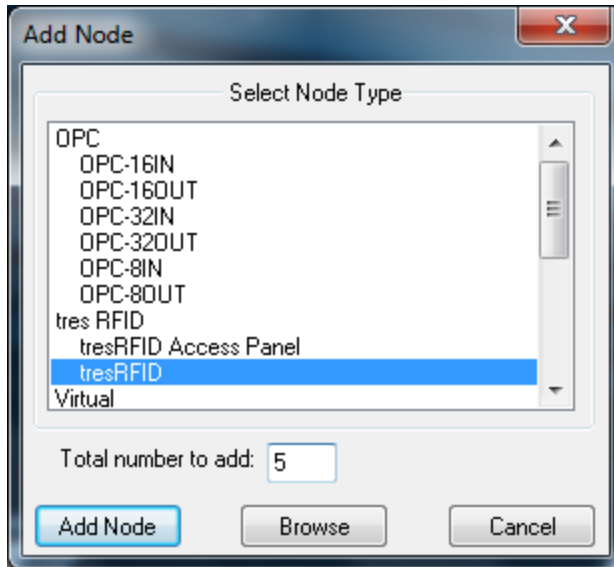 Add Node
Select Node Type
OPC
OPC-16IN
OPC-16OUT
OPC-32IN
OPC-32OUT
OPC-8IN
OPC-8OUT
tres RFID
tresRFID Access Panel
tresRFID
Virtual
Total number to add: 5
Add Node Browse Cancel